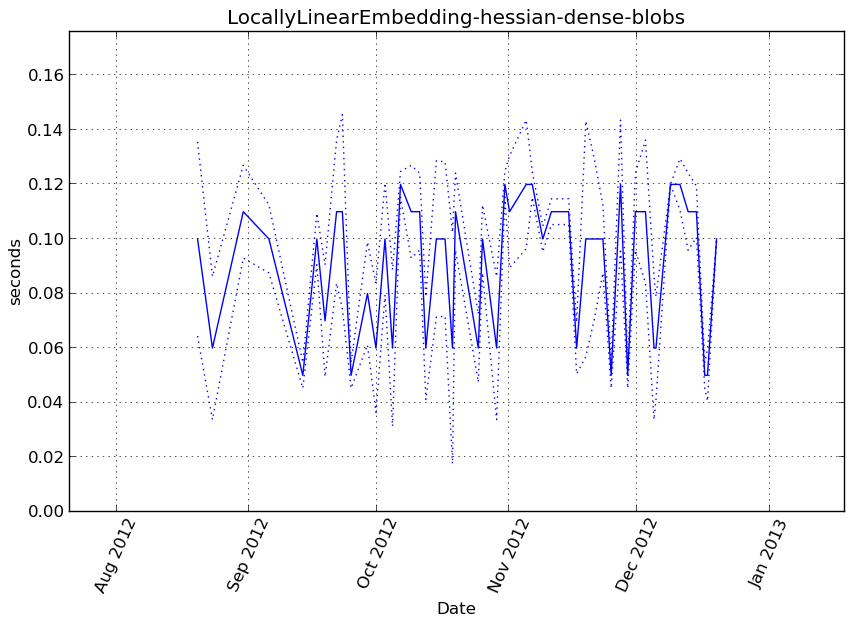 LocallyLinearEmbedding-hessian-dense-blobs
0.16
0.14
0.12
0.10
0.08
0.06
0.04
0.02
0.00
seconds
Aug 2012
Sep 2012
Oct 2012
Nov 2012
Dec 2012
Jan 2013
Date